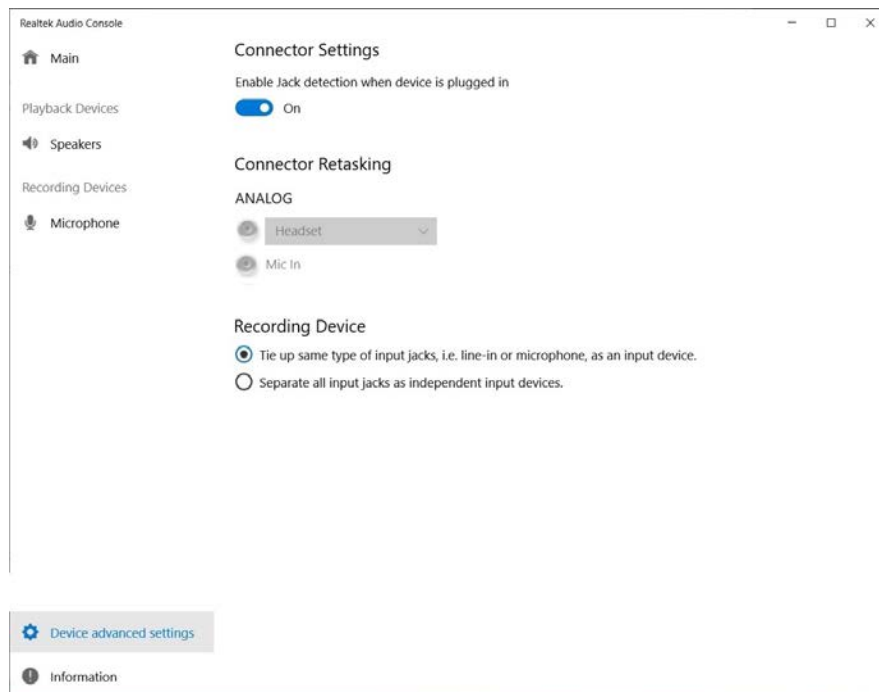 Realtek Audio Console
Main
Playback Devices
Speakers
Recording Devices
Microphone
Connector Settings
Enable Jack detection when device is plugged in
On
Connector Retasking
ANALOG
Headset
Mic In
Recording Device
Tie up same type of input jacks, i.e. line-in or microphone, as an input device.
Separate all input jacks as independent input devices.
Device advanced settings
Information